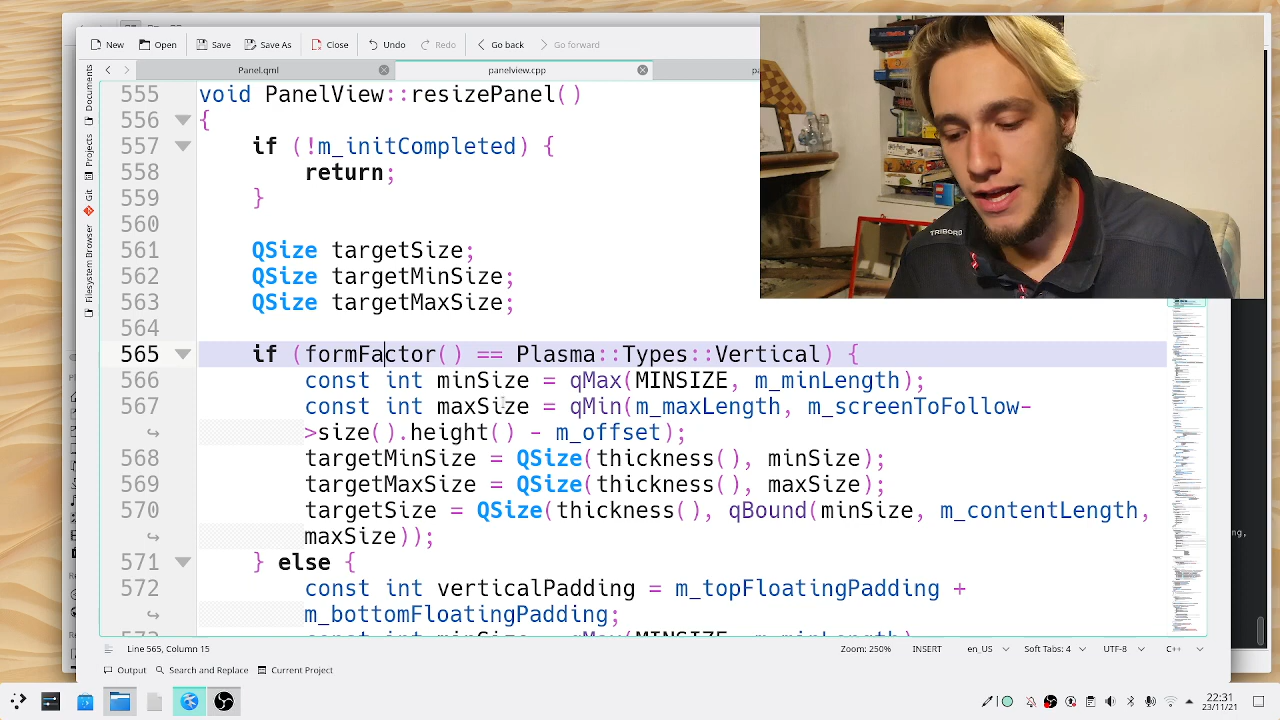 New Open Save Save As Close Undo Go back Go forward
Panel.qml panelview.cpp
Documents
Projects
Git
Filesystem Browser
555 void PanelView::resizePanel()
556 {
557 if (!m_initCompleted) {
558 return;
559 }
560
561 QSize targetSize;
562 QSize targetMinSize;
563 QSize targetMaxSize;
564
565 if formFactor == Plasma::Types::Vertical) {
566 const int minSize = qMax(MINSIZE m_minLength);
567 const int maxSize = qMin(m_maxLength, m_screenToFollow-
height() - m_offset);
568 targetMinSize = QSize(thickness() minSize);
569 targetMaxSize = QSize(thickness() maxSize);
570 targetSize = QSize(thickness(), qBound(minSize m_contentLength,
maxSize));
571 } else {
572 verticalPadding = m_topFloatingPadding +
m_bottomFloatingPadding;
573
TRIBORD
Line 565, Column 15 Zoom: 250% INSERT en_US Soft Tabs: 4 UTF-8 C++
Output Search and Replace Current Project
22:31
23/11/21